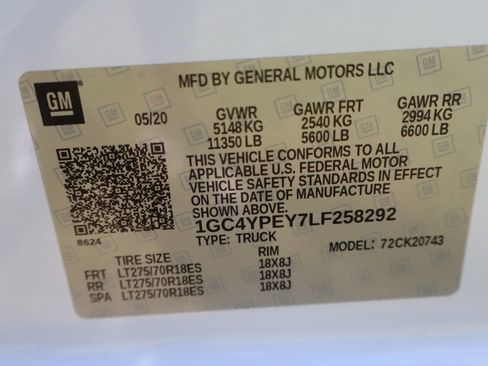 GM
MFD BY GENERAL MOTORS LLC
05/20
GVWR GAWR FRT GAWR RR
5148 KG 2540 KG 2994 KG
11350 LB 5600 LB 6600 LB
THIS VEHICLE CONFORMS TO ALL
APPLICABLE U.S. FEDERAL MOTOR
VEHICLE SAFETY STANDARDS IN EFFECT
ON THE DATE OF MANUFACTURE
SHOWN ABOVE.
1GC4YPEY7LF258292
8624
TYPE: TRUCK MODEL: 72CK20743
TIRE SIZE RIM
FRT LT275/70R18ES 18X8J
RR LT275/70R18ES 18X8J
SPA LT275/70R18ES 18X8J